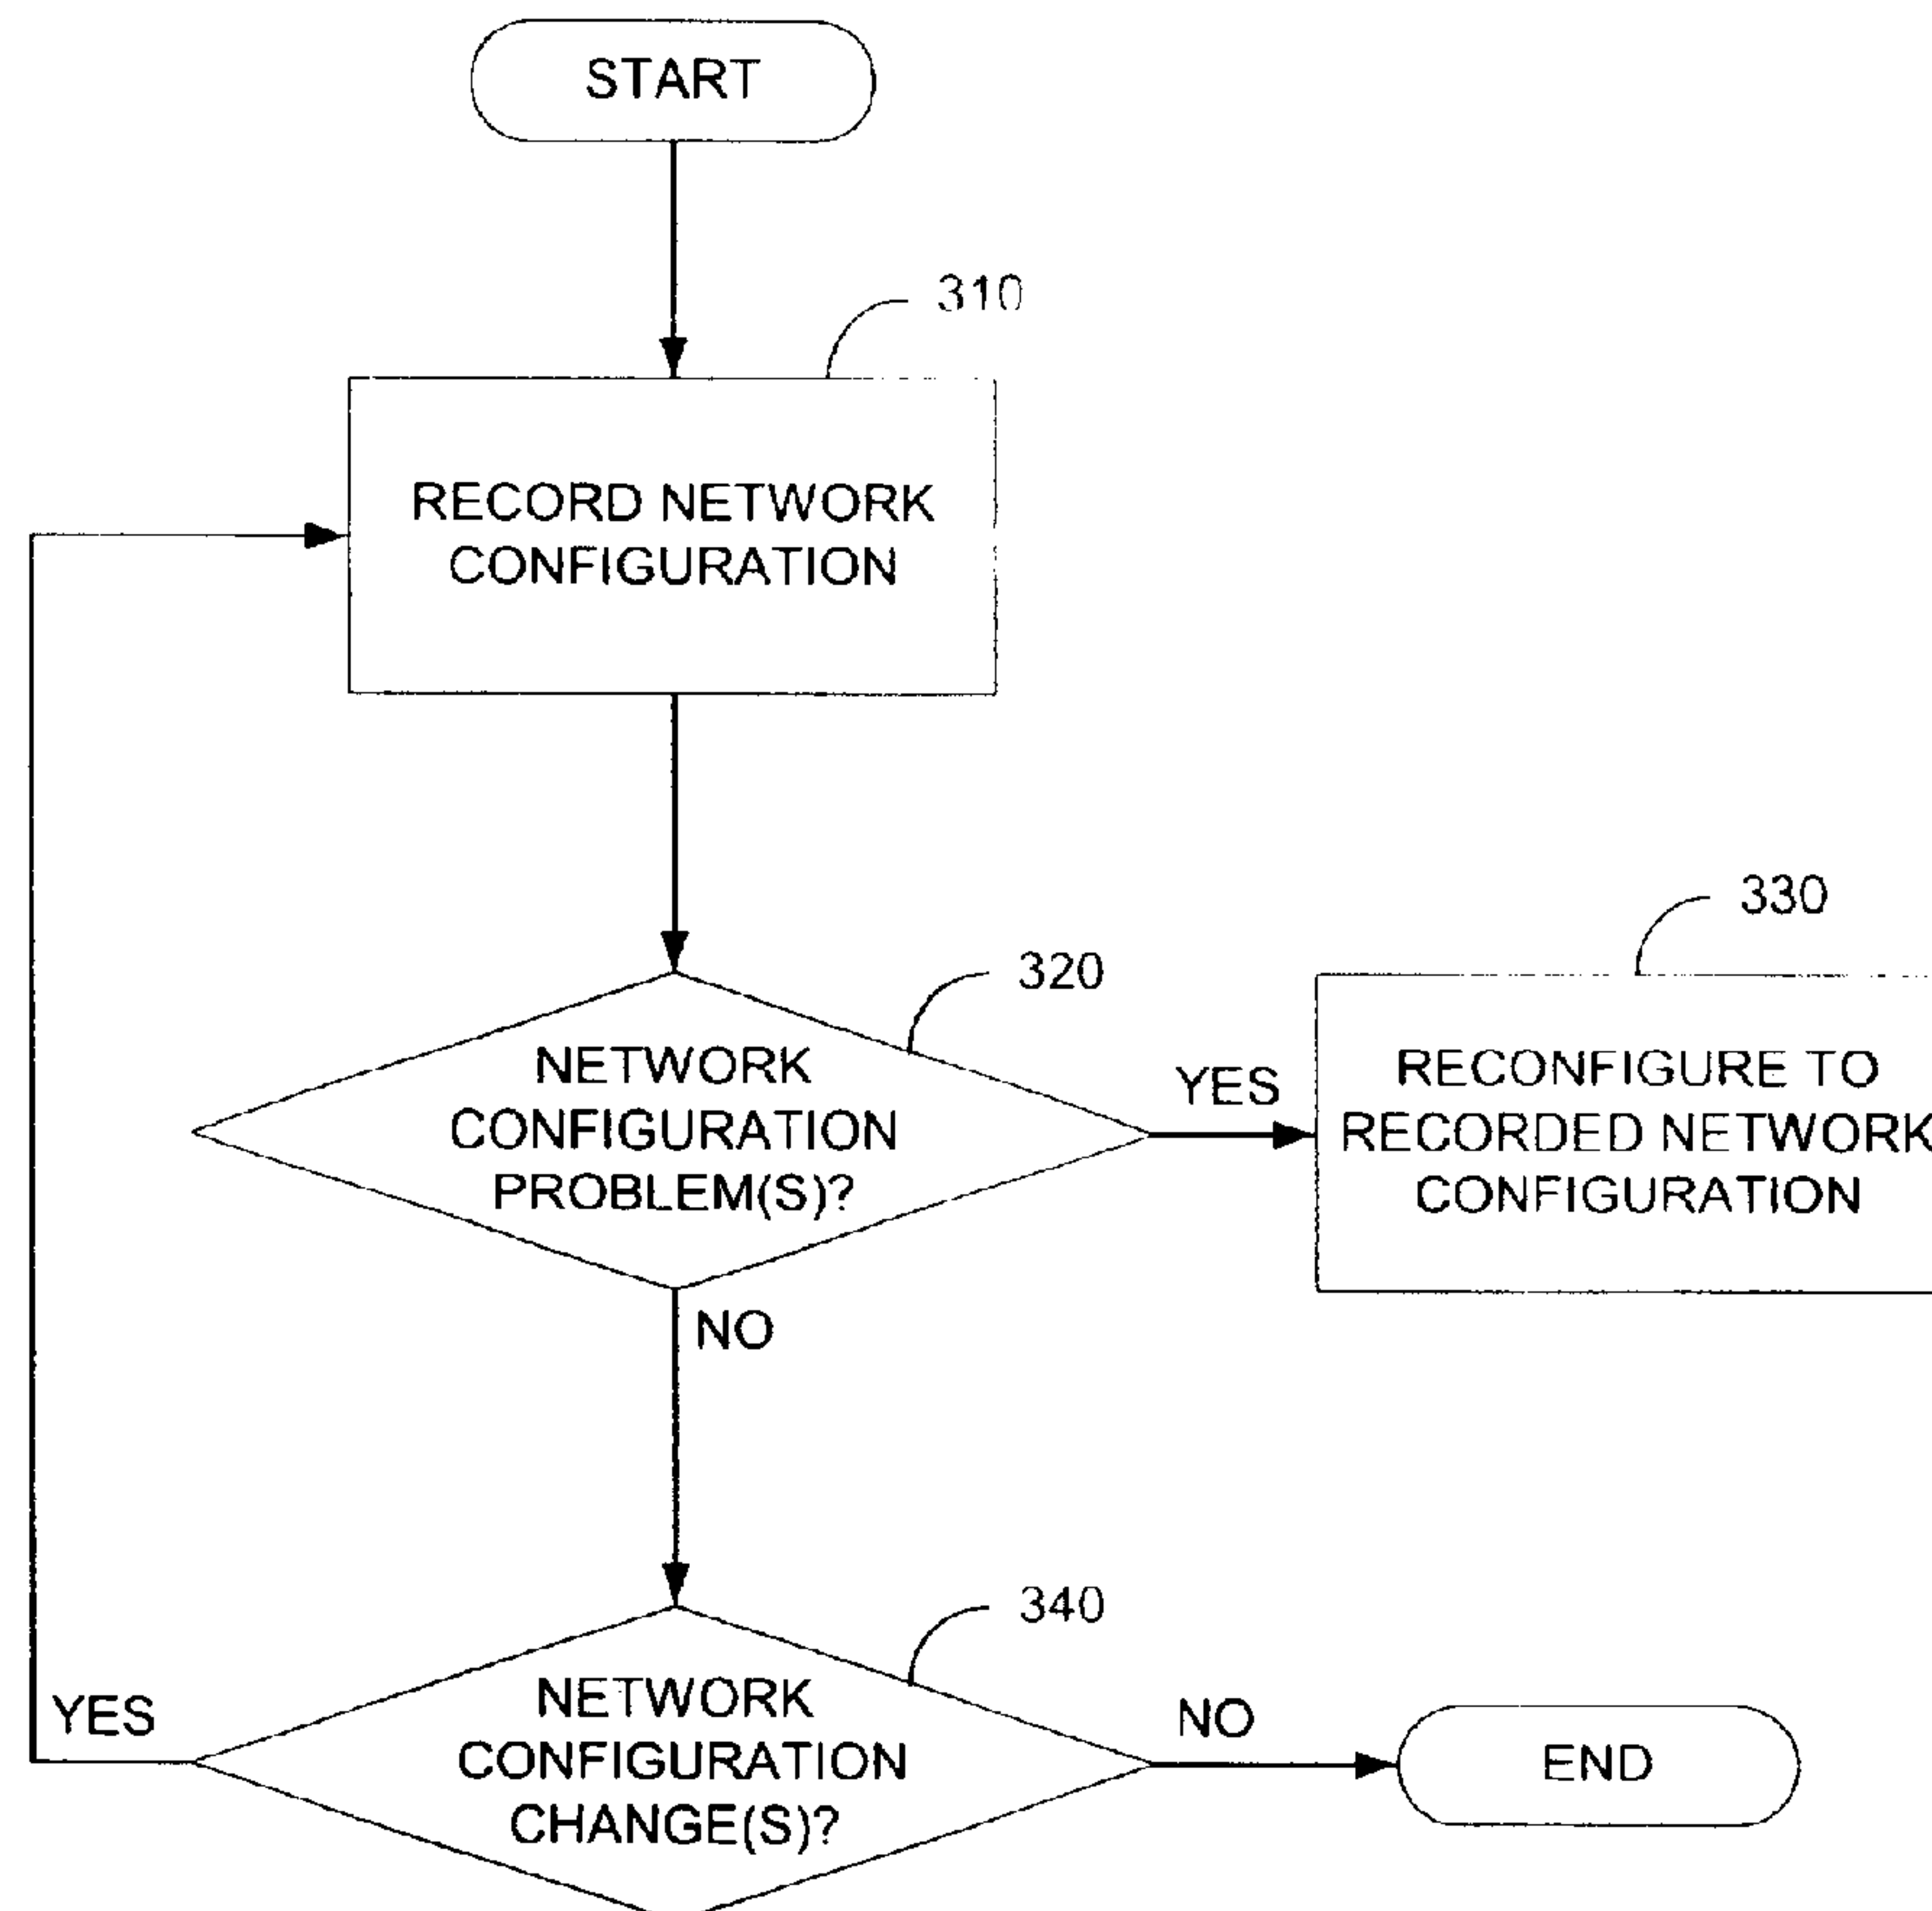 START
310
RECORD NETWORK
CONFIGURATION
320
NETWORK
CONFIGURATION
PROBLEM(S)?
YES
330
RECONFIGURE TO
RECORDED NETWORK
CONFIGURATION
NO
340
NETWORK
CONFIGURATION
CHANGE(S)?
YES
NO
END